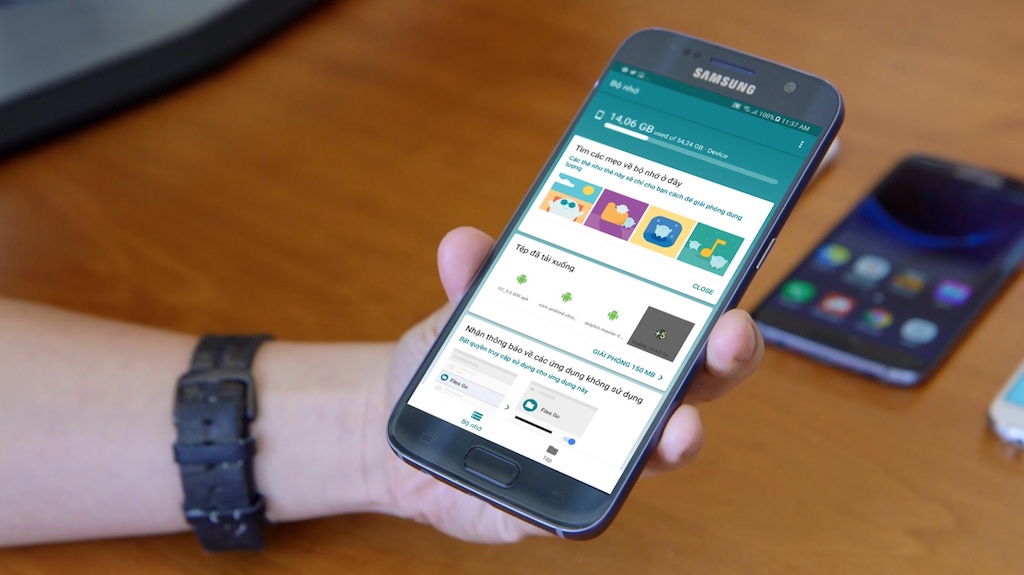 SAMSUNG
100% 11:37 AM
Bộ nhớ
14,06 GB used of 54,24 GB · Device
Tìm các mẹo về bộ nhớ ở đây
Các thẻ như thế này sẽ chỉ cho bạn cách để giải phóng dung
lượng
CLOSE
Tệp đã tải xuống
com.android.chro...
dolphin-master-f...
+5
GIẢI PHÓNG 150 MB
Nhận thông báo về các ứng dụng không sử dụng
Bật quyền truy cập sử dụng cho ứng dụng này
Files Go
Files Go
Bộ nhớ
Tệp